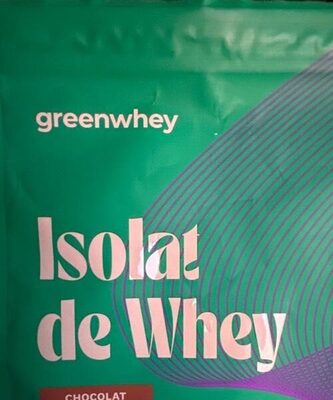 greenwhey
Isolat
de Whey
CHOCOLAT